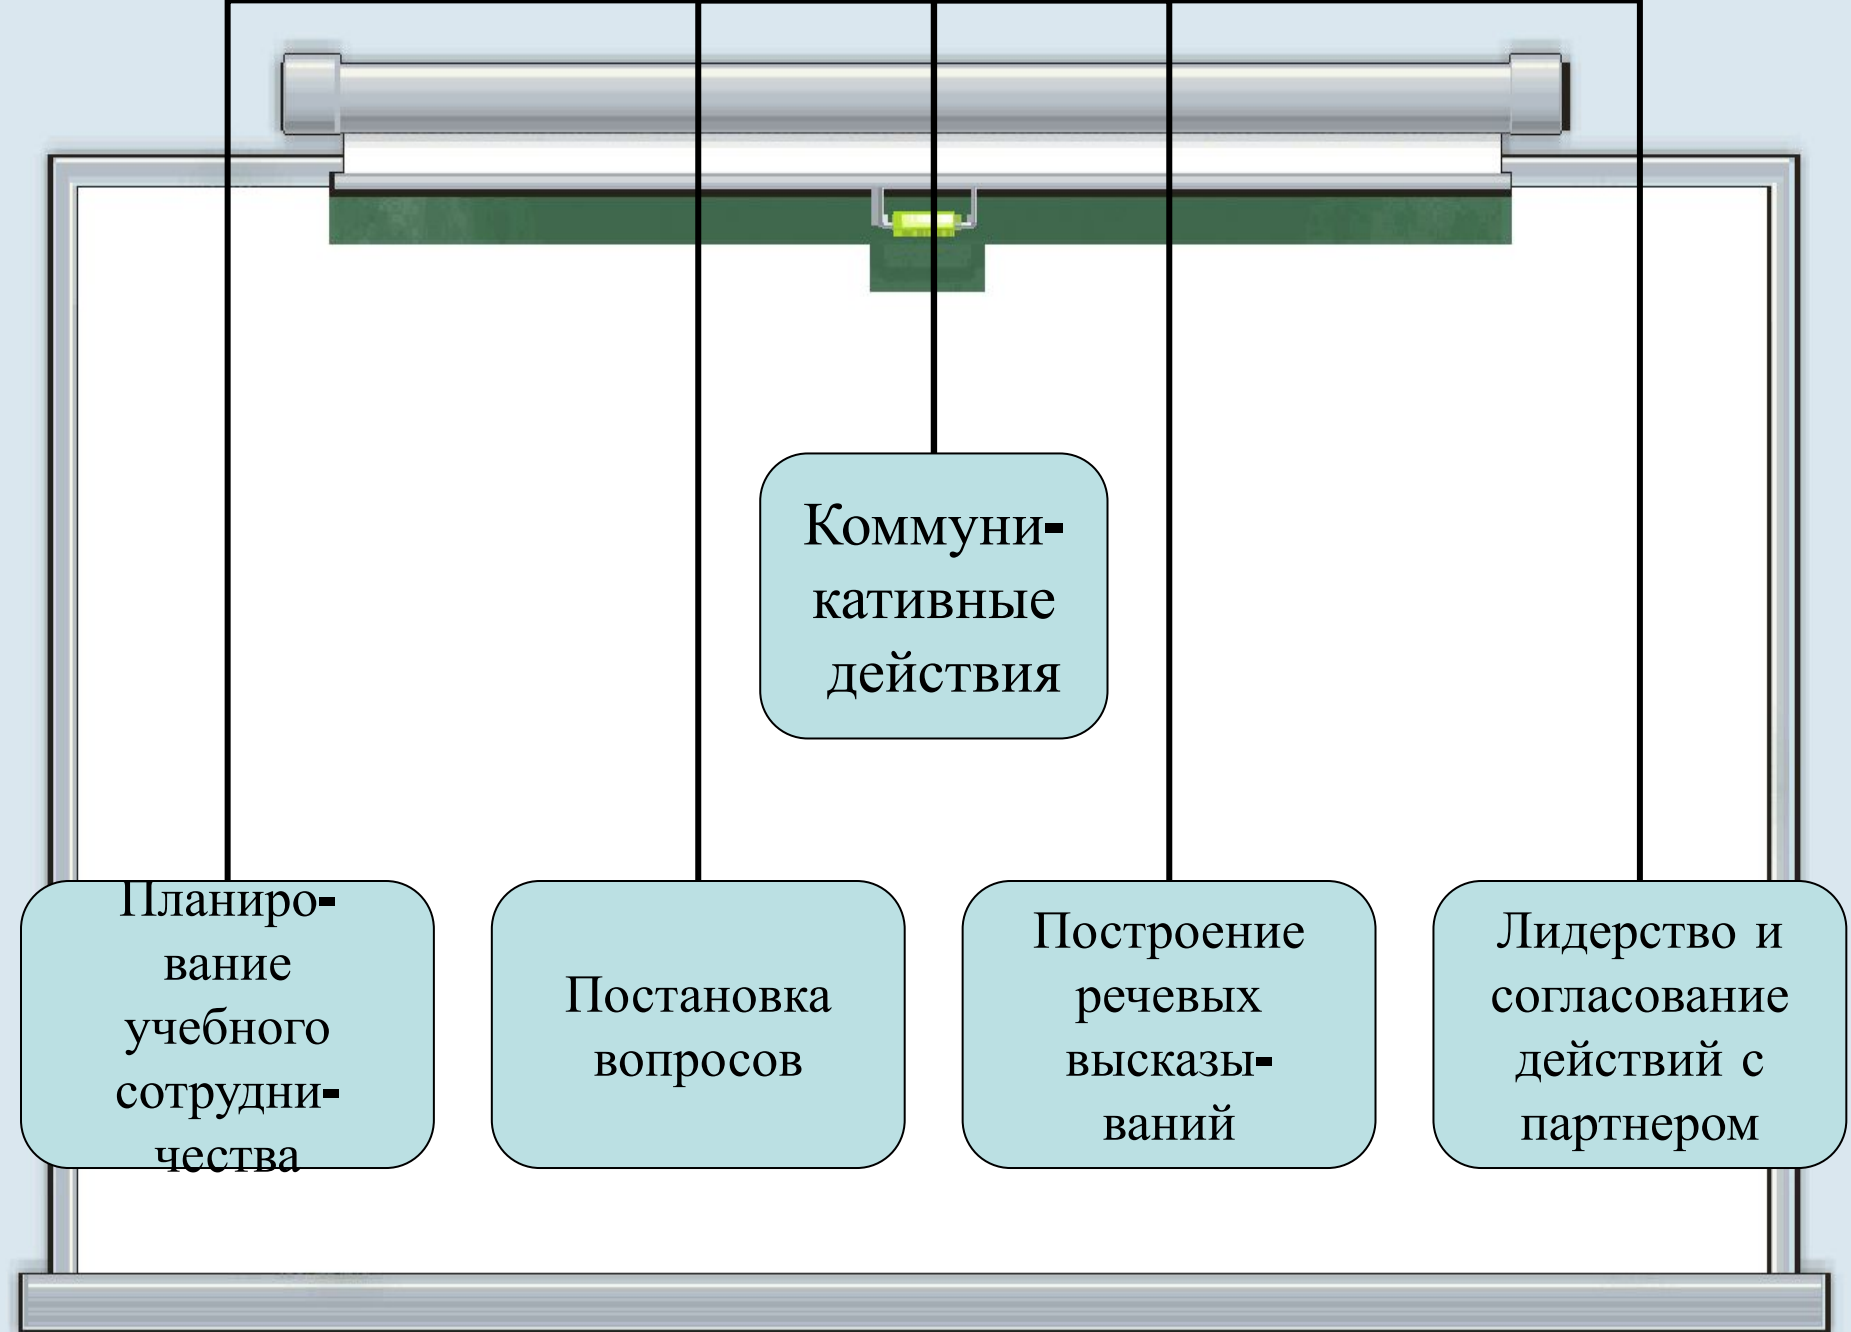 Коммуни-
кативные
действия
Планиро-
вание
учебного
сотрудни-
чества
Постановка
вопросов
Построение
речевых
высказы-
ваний
Лидерство и
согласование
действий с
партнером